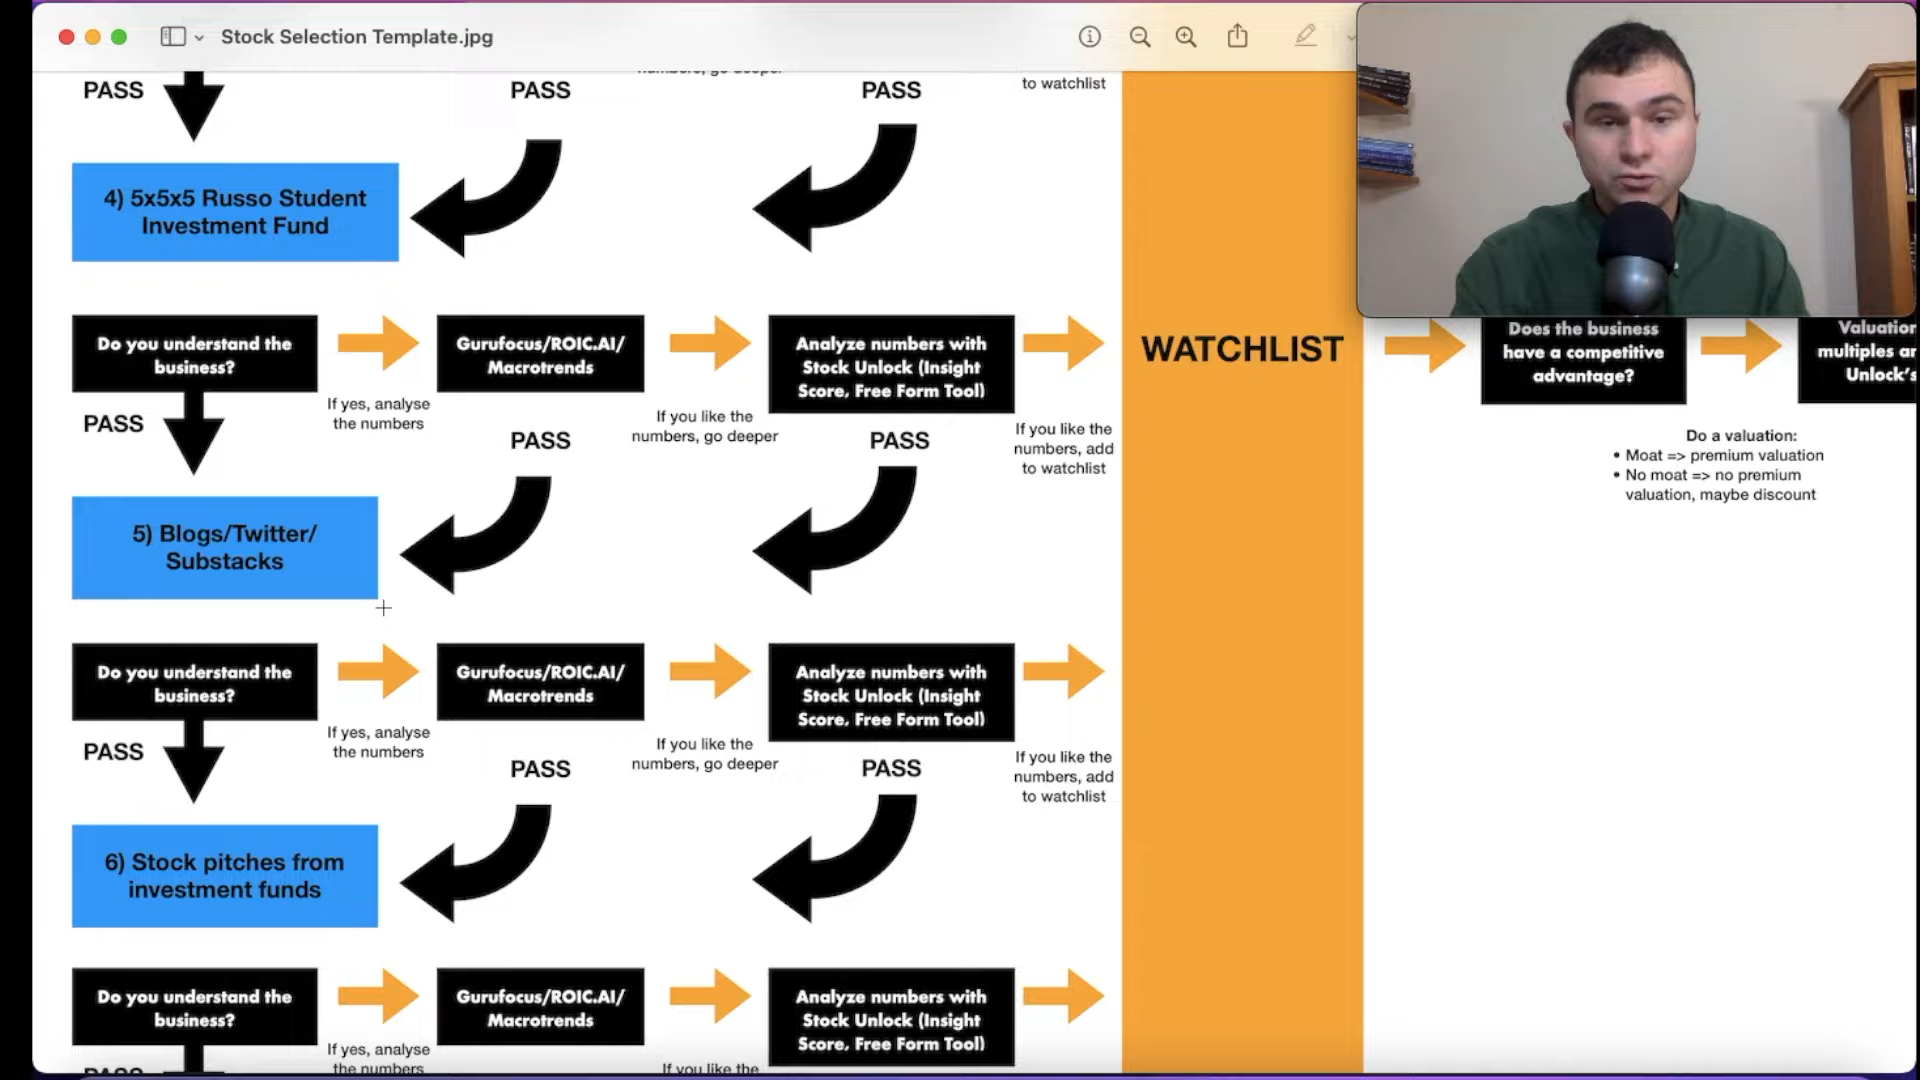 Stock Selection Template.jpg
numbers, go deeper
to watchlist
PASS
PASS
PASS
4) 5x5x5 Russo Student
Investment Fund
Do you understand the
business?
If yes, analyse
the numbers
Gurufocus/ROIC.AI/
Macrotrends
If you like the
numbers, go deeper
Analyze numbers with
Stock Unlock (Insight
Score, Free Form Tool)
If you like the
numbers, add
to watchlist
WATCHLIST
Does the business
have a competitive
advantage?
Valuation
multiples
Unlock's
Do a valuation:
• Moat => premium valuation
• No moat => no premium
valuation, maybe discount
PASS
PASS
PASS
5) Blogs/Twitter/
Substacks
Do you understand the
business?
If yes, analyse
the numbers
Gurufocus/ROIC.AI/
Macrotrends
If you like the
numbers, go deeper
Analyze numbers with
Stock Unlock (Insight
Score, Free Form Tool)
If you like the
numbers, add
to watchlist
PASS
PASS
PASS
6) Stock pitches from
investment funds
Do you understand the
business?
If yes, analyse
the numbers
Gurufocus/ROIC.AI/
Macrotrends
If you like the
Analyze numbers with
Stock Unlock (Insight
Score, Free Form Tool)
PASS